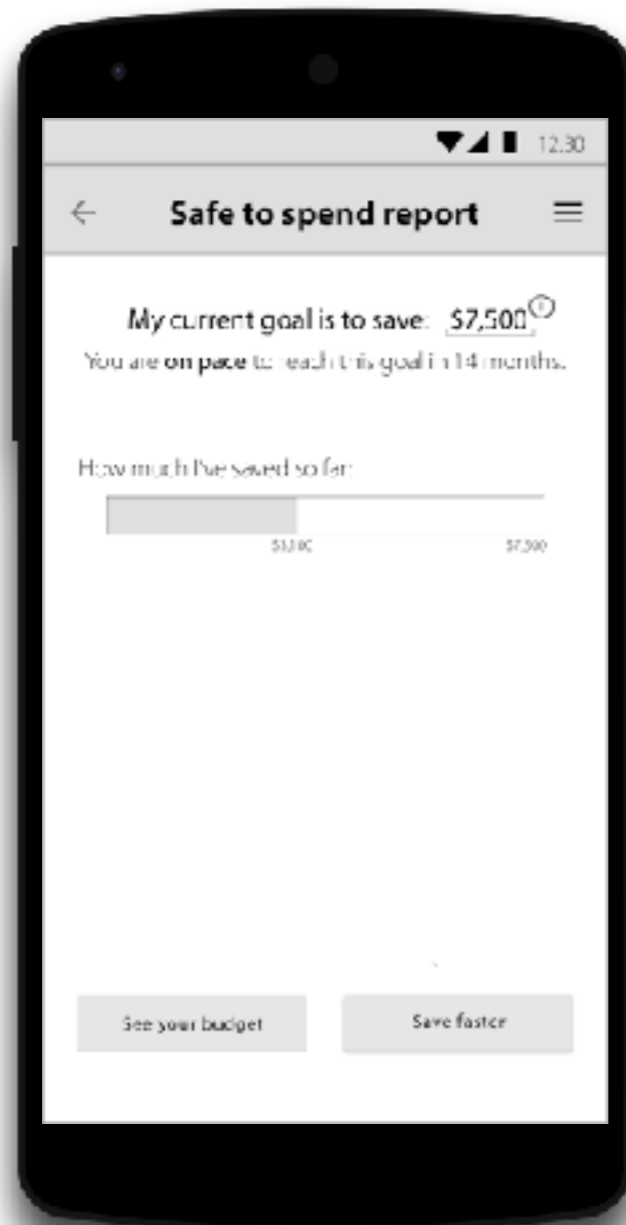 12:30
Safe to spend report
My current goal is to save: $7,500
You are on pace to reach this goal in 14 months.
How much I've saved so far:
$7,500
See your budget
Save faster